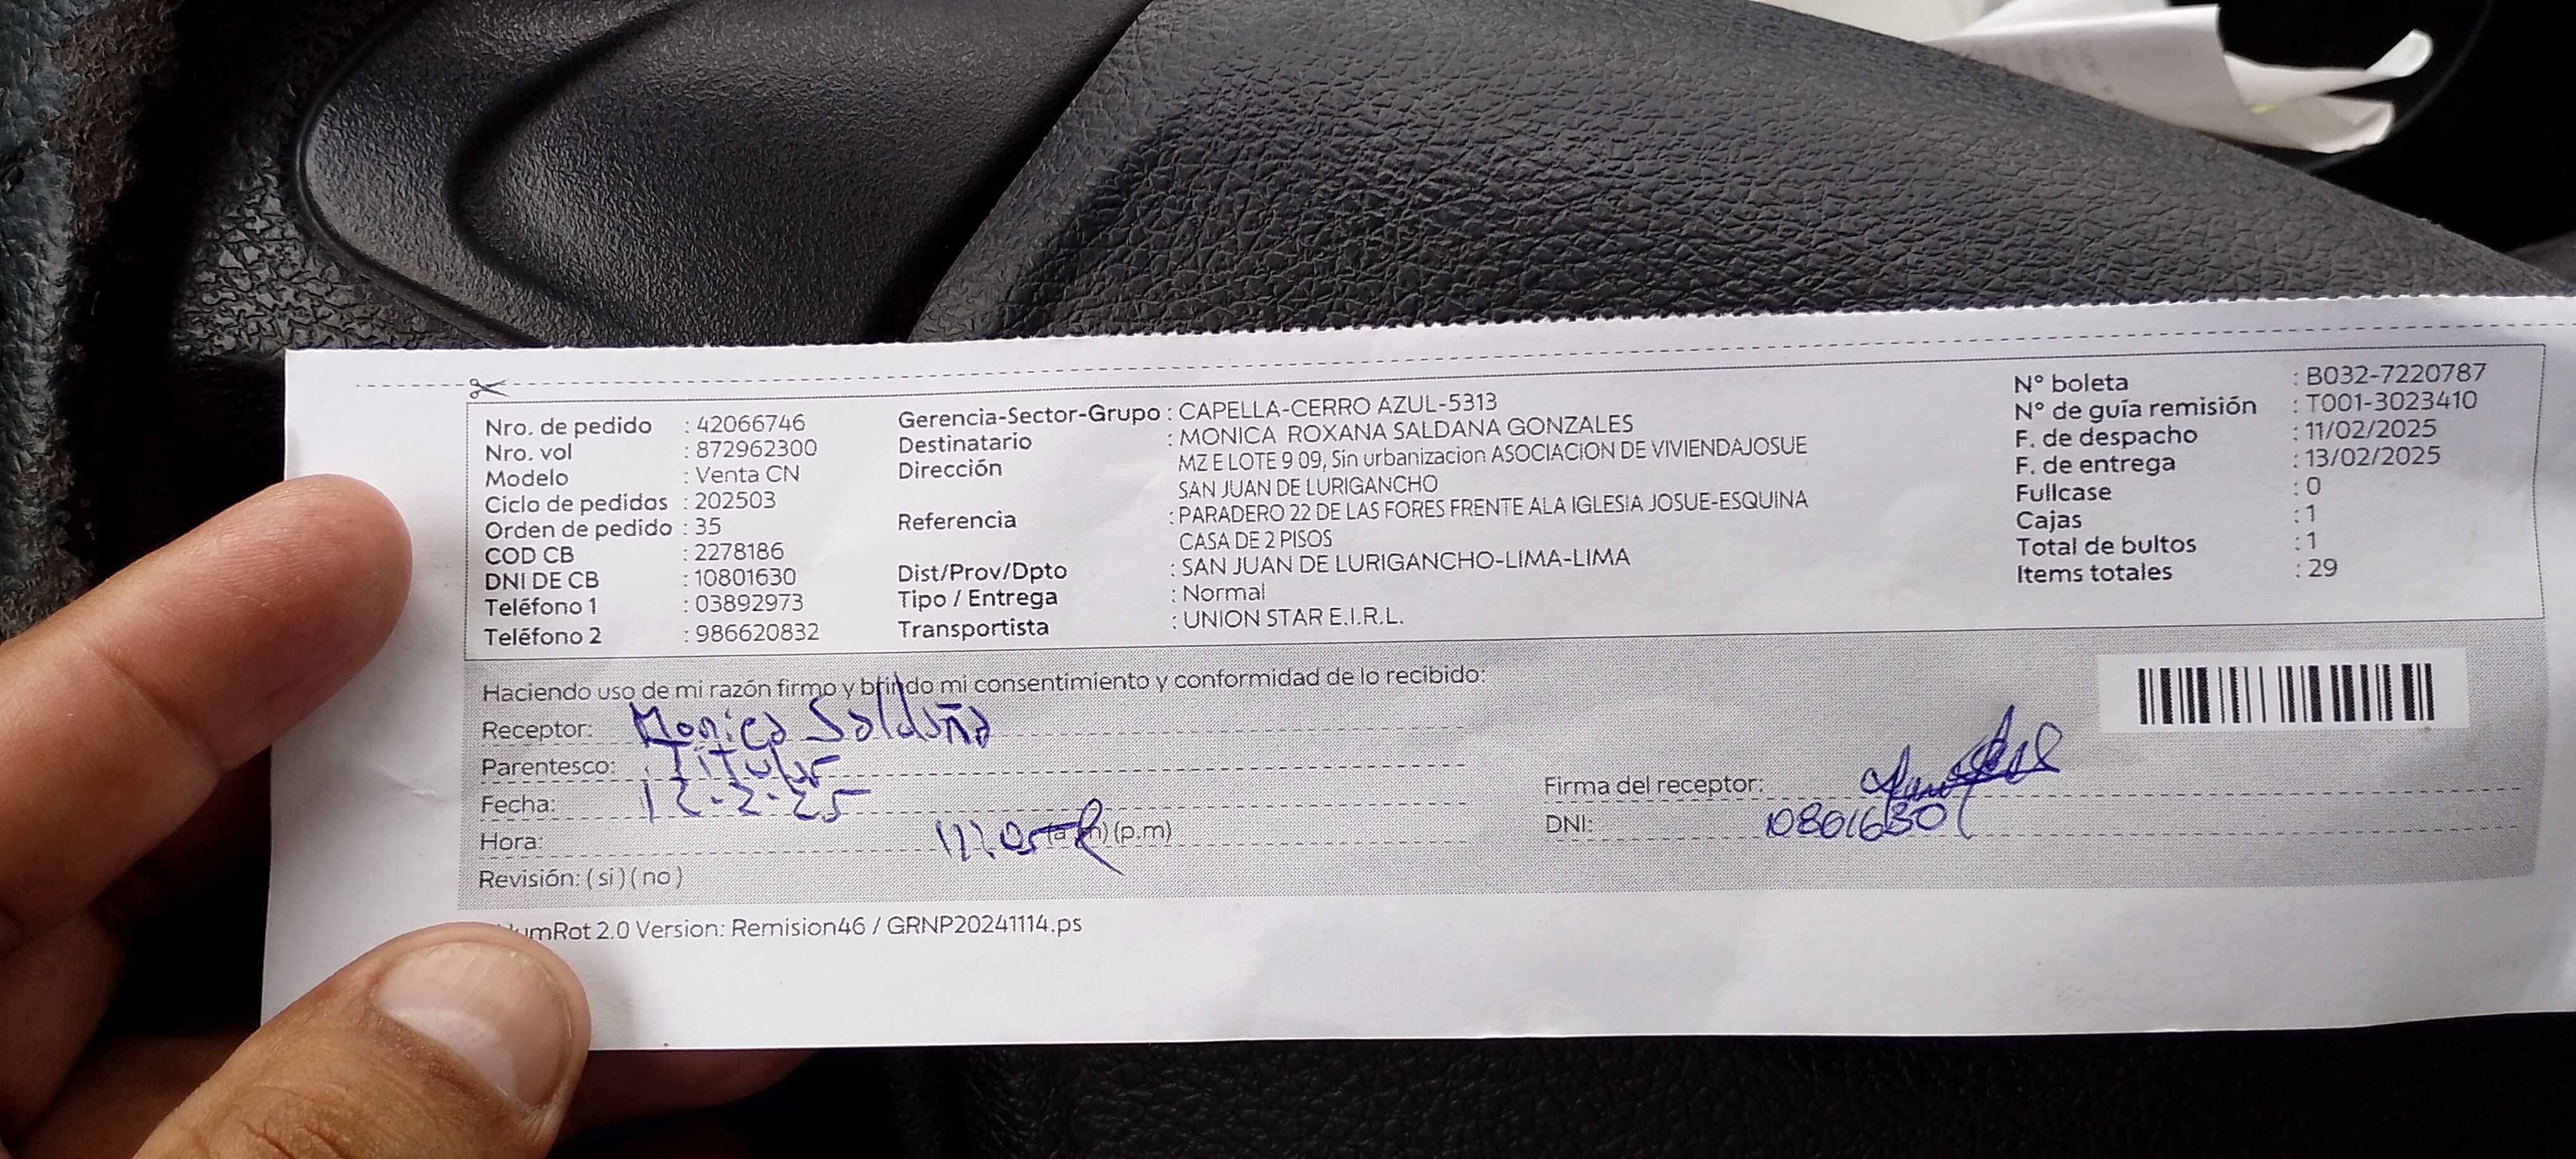 Nro. de pedido : 42066746
Nro. vol : 872962300
Modelo : Venta CN
Ciclo de pedidos : 202503
Orden de pedido : 35
COD CB : 2278186
DNI DE CB : 10801630
Teléfono 1 : 03892973
Teléfono 2 : 986620832
Gerencia-Sector-Grupo : CAPELLA-CERRO AZUL-5313
Destinatario : MONICA ROXANA SALDANA GONZALES
Dirección MZ E LOTE 9 09, Sin urbanizacion ASOCIACION DE VIVIENDAJOSUE
SAN JUAN DE LURIGANCHO
Referencia : PARADERO 22 DE LAS FORES FRENTE ALA IGLESIA JOSUE-ESQUINA
CASA DE 2 PISOS
Dist/Prov/Dpto : SAN JUAN DE LURIGANCHO-LIMA-LIMA
Tipo / Entrega : Normal
Transportista : UNION STAR E.I.R.L.
N° boleta : B032-7220787
N° de guía remisión : T001-3023410
F. de despacho : 11/02/2025
F. de entrega : 13/02/2025
Fullcase : 0
Cajas : 1
Total de bultos : 1
Items totales : 29
Haciendo uso de mi razón firmo y brindo mi consentimiento y conformidad de lo recibido:
Receptor: Monica Saldaña
Parentesco: Titular
Fecha: 12-2-25
Hora: (p.m)
Revisión: ( si ) ( no )
Firma del receptor:
DNI: 10801630
2.0 Version: Remision46 / GRNP20241114.ps